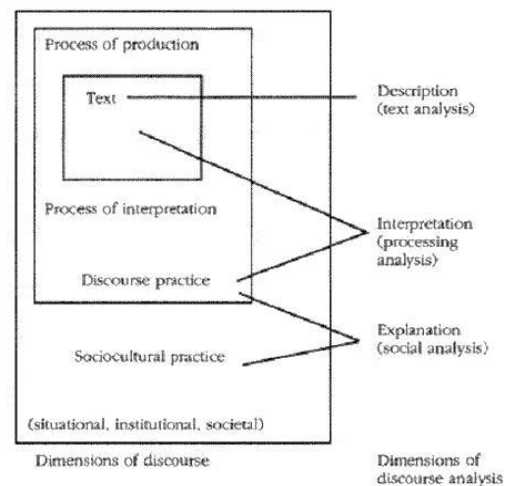 Process of production
Text
Description
(text analysis)
Process of interpretation
Interpretation
(processing
analysis)
Discourse practice
Explanation
(social analysis)
Sociocultural practice
(situational, institutional, societal)
Dimensions of discourse
Dimensions of
discourse analysis